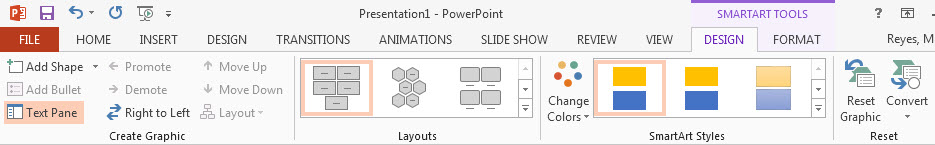 Presentation1 - PowerPoint
SMARTART TOOLS
?
FILE HOME INSERT DESIGN TRANSITIONS ANIMATIONS SLIDE SHOW REVIEW VIEW DESIGN FORMAT Reyes, M
Add Shape Promote Move Up
Add Bullet Demote Move Down
Text Pane Right to Left Layout
Create Graphic
Layouts
Change
Colors
SmartArt Styles
Reset
Graphic
Convert
Reset